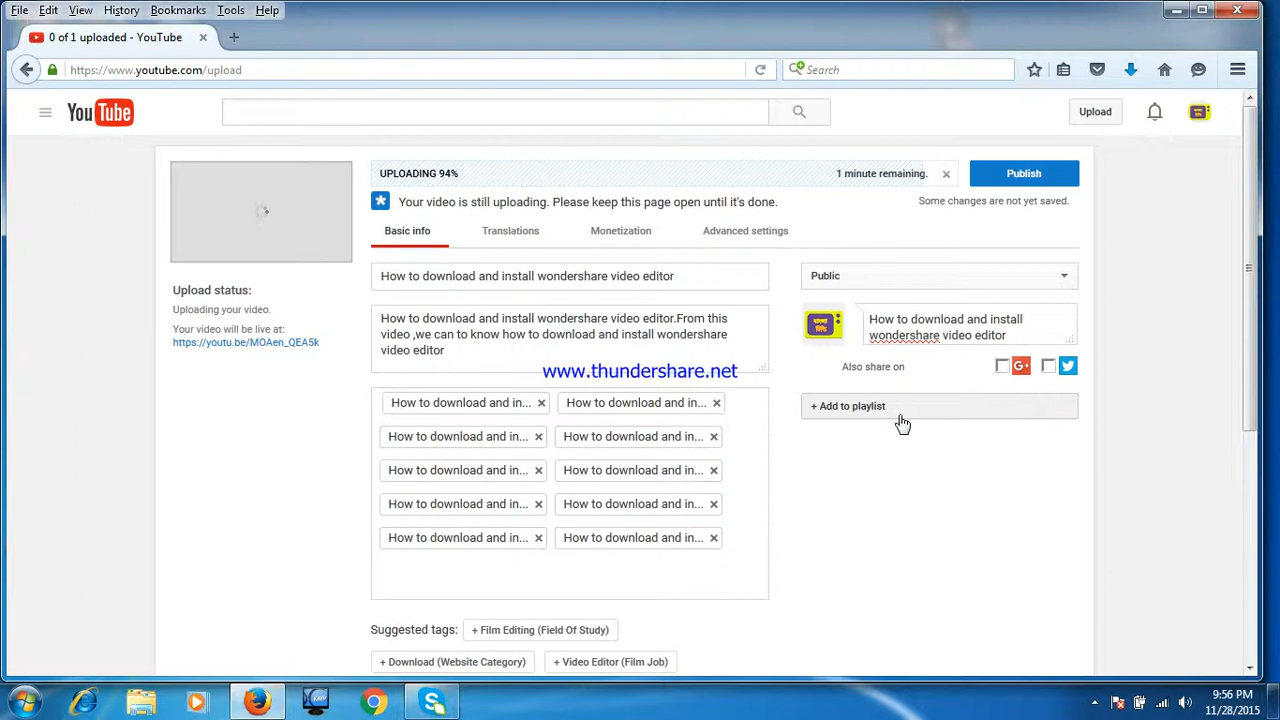 File Edit View History Bookmarks Tools Help
0 of 1 uploaded - YouTube
https://www.youtube.com/upload
Search
YouTube
Upload
UPLOADING 94%
1 minute remaining.
Publish
Your video is still uploading. Please keep this page open until it's done.
Some changes are not yet saved.
Basic info
Translations
Monetization
Advanced settings
Upload status:
Uploading your video.
Your video will be live at:
https://youtu.be/MOAen_QEA5k
How to download and install wondershare video editor
How to download and install wondershare video editor.From this
video ,we can to know how to download and install wondershare
video editor
www.thundershare.net
How to download and in...
How to download and in...
How to download and in...
How to download and in...
How to download and in...
How to download and in...
How to download and in...
How to download and in...
How to download and in...
How to download and in...
Suggested tags:
+ Film Editing (Field Of Study)
+ Download (Website Category)
+ Video Editor (Film Job)
Public
How to download and install
wondershare video editor
Also share on
G+
+ Add to playlist
9:56 PM
11/28/2015